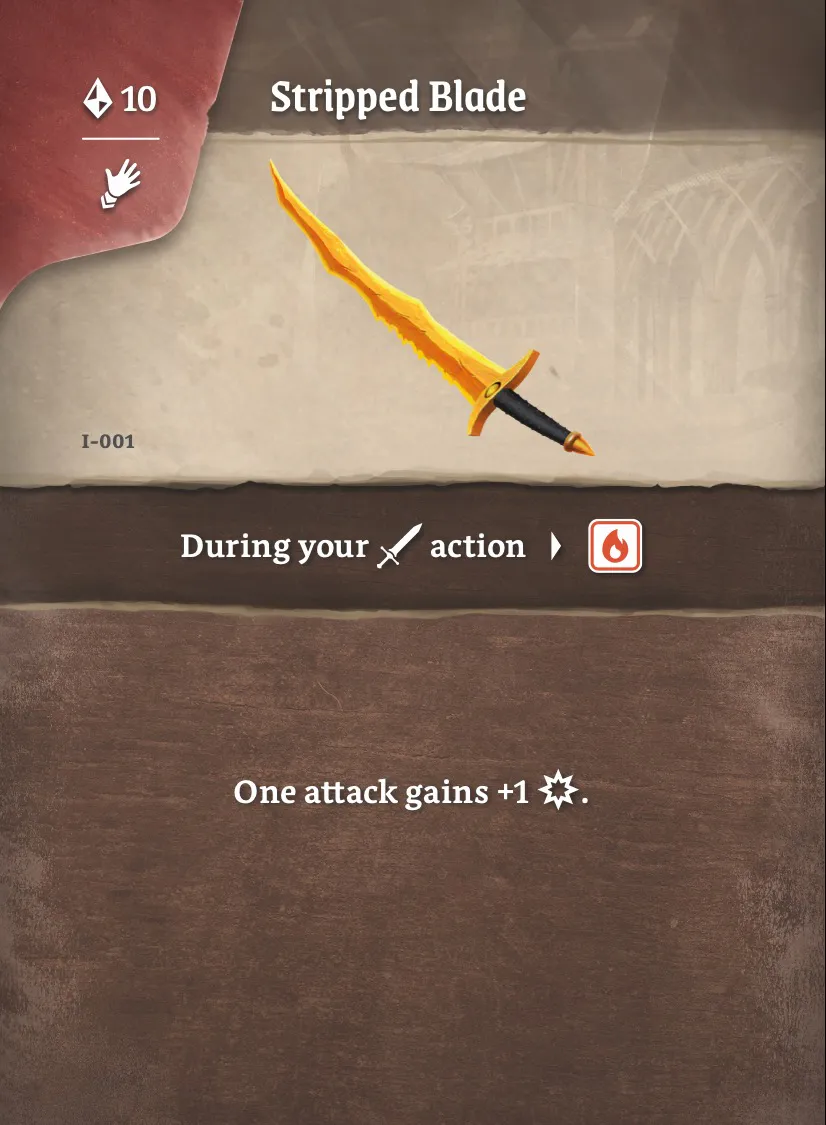 10
Stripped Blade
I-001
During your action
One attack gains +1 .